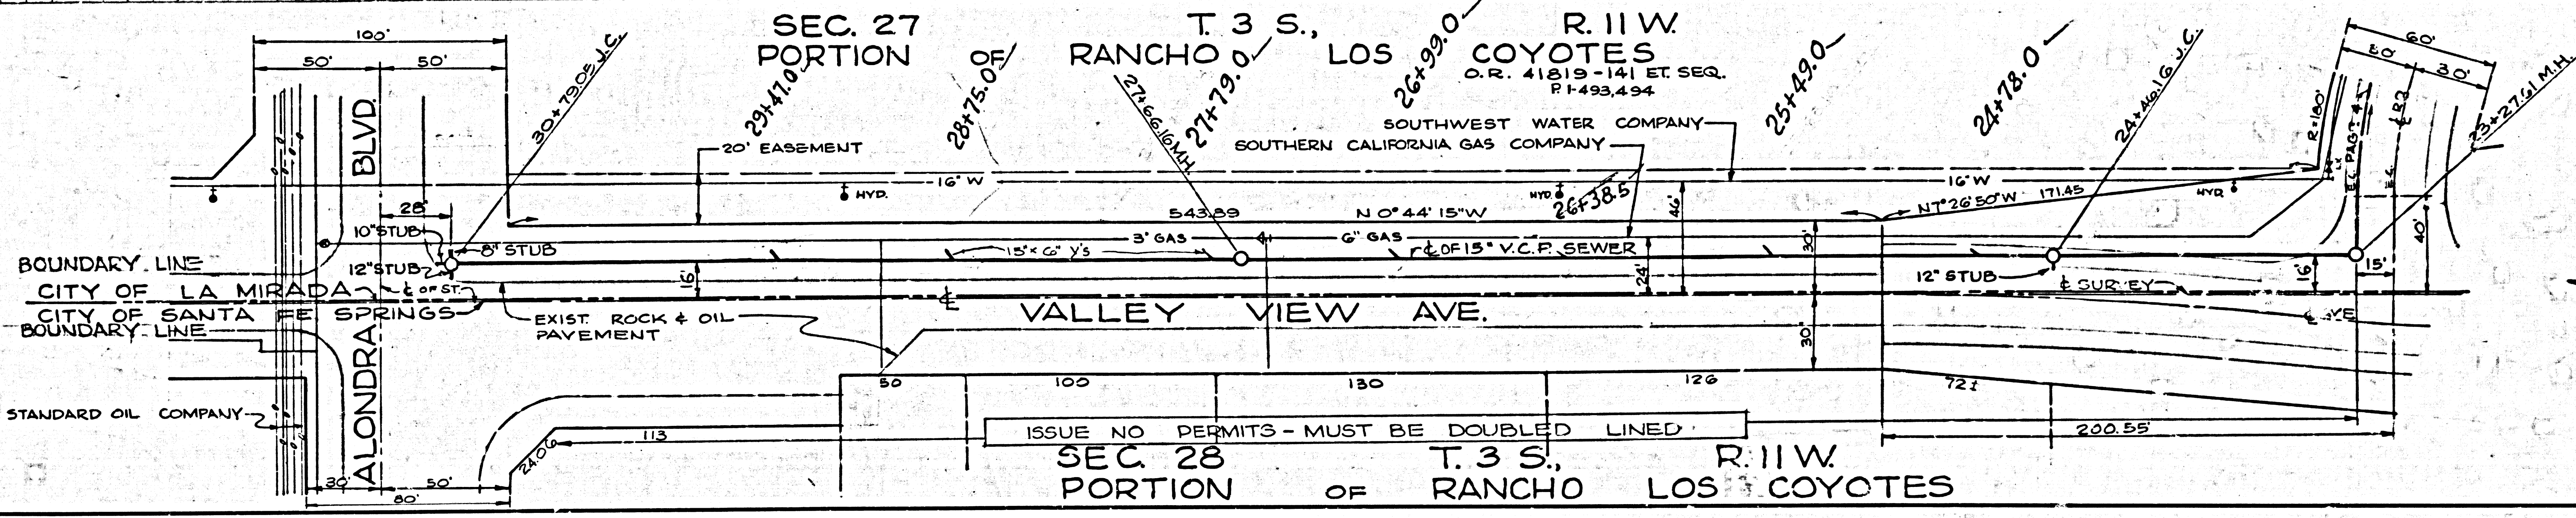 SEC. 27 T. 3 S., R. 11 W.
PORTION OF RANCHO LOS COYOTES
O.R. 41819-141 ET. SEQ.
P. 1-493,494
100'
50' 50'
30+79.05 J.C.
29+47.0
28+75.0
27+66.16 M.H.
27+79.0
26+99.0
26+38.5
25+49.0
24+78.0
24+46.16 J.C.
23+27.61 M.H.
60'
30'
R=180'
SOUTHWEST WATER COMPANY
SOUTHERN CALIFORNIA GAS COMPANY
20' EASEMENT
16" W
HYD.
HYD.
16" W
HYD.
28'
543.89 N 0° 44' 15" W
N 7° 26' 50" W 171.45
46'
40'
10" STUB
8" STUB
12" STUB
3" GAS
6" GAS
15" x 6" Y'S
℄ OF 15" V.C.P. SEWER
30'
24'
16'
12" STUB
16'
15'
BOUNDARY LINE
CITY OF LA MIRADA
℄ OF ST.
CITY OF SANTA FE SPRINGS
BOUNDARY LINE
EXIST. ROCK & OIL
PAVEMENT
℄
VALLEY VIEW AVE.
℄ SURVEY
30'
ALONDRA BLVD.
STANDARD OIL COMPANY
50 100 130 126 72±
113
24.06
ISSUE NO PERMITS - MUST BE DOUBLED LINED
200.55'
30' 50'
80'
SEC. 28 T. 3 S., R. 11 W.
PORTION OF RANCHO LOS COYOTES